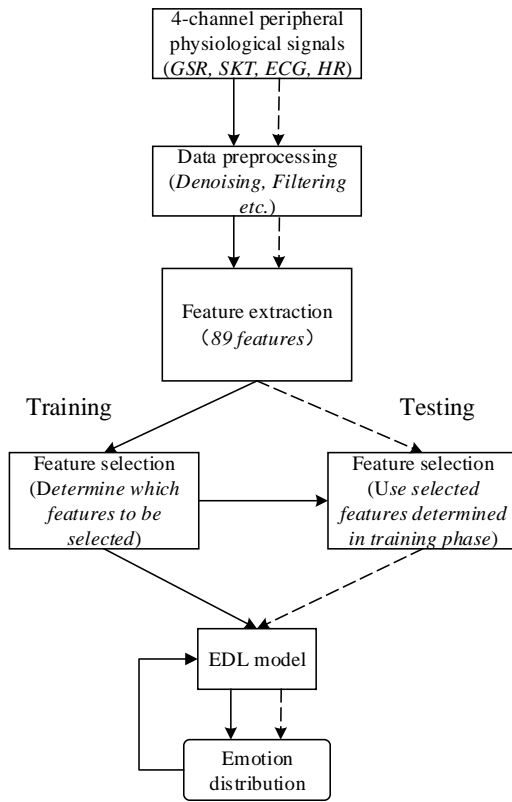 4-channel peripheral
physiological signals
(GSR, SKT, ECG, HR)
Data preprocessing
(Denoising, Filtering
etc.)
Feature extraction
（89 features）
Training
Testing
Feature selection
(Determine which
features to be
selected)
Feature selection
(Use selected
features determined
in training phase)
EDL model
Emotion
distribution